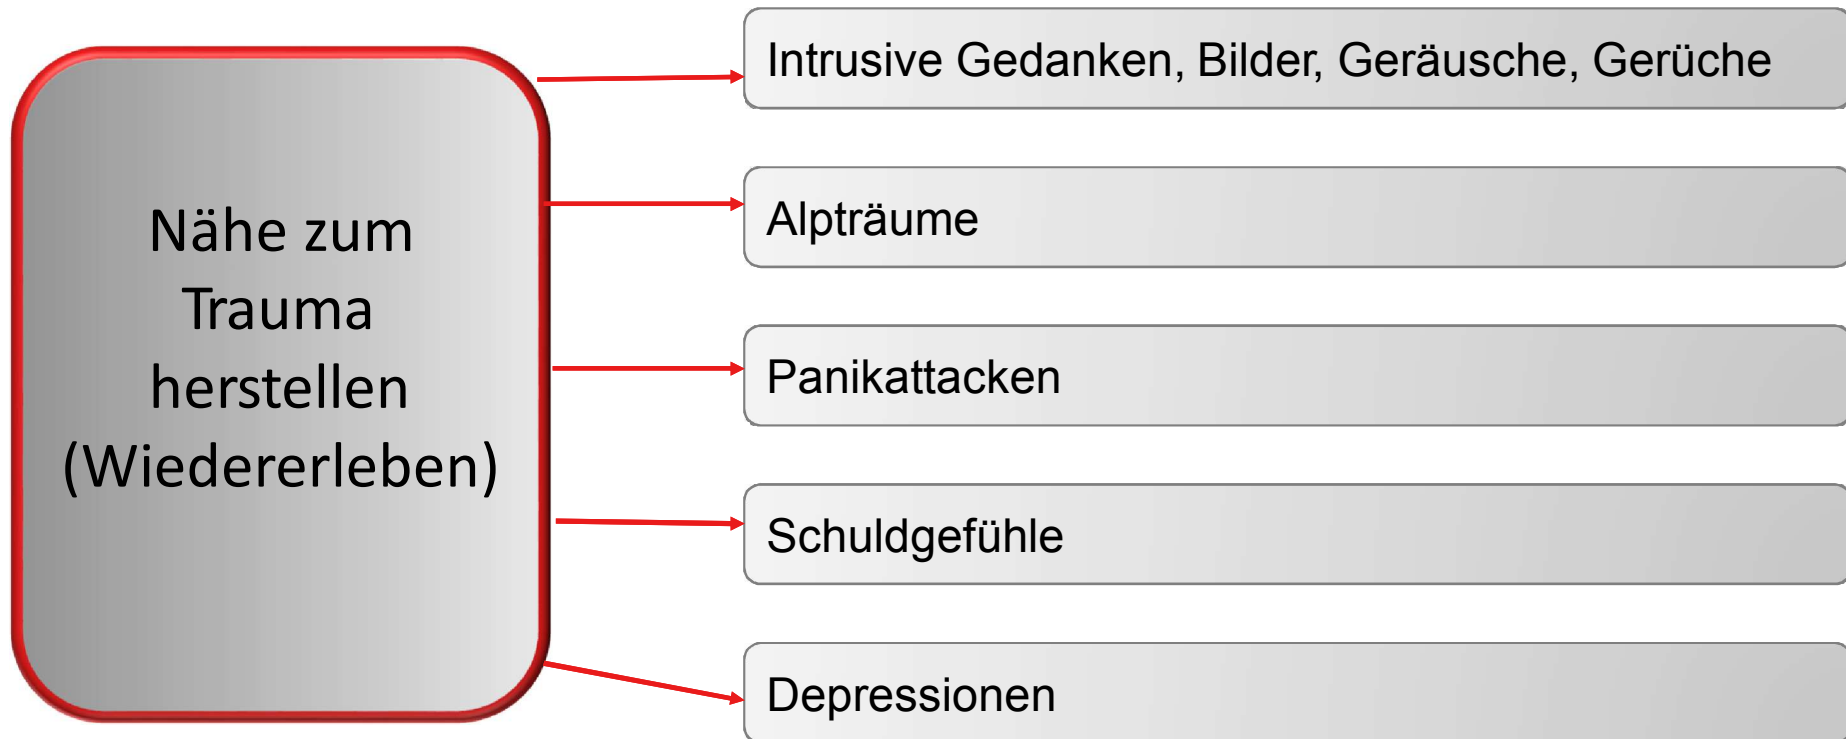 Nähe zum
Trauma
herstellen
(Wiedererleben)
Intrusive Gedanken, Bilder, Geräusche, Gerüche
Alpträume
Panikattacken
Schuldgefühle
Depressionen